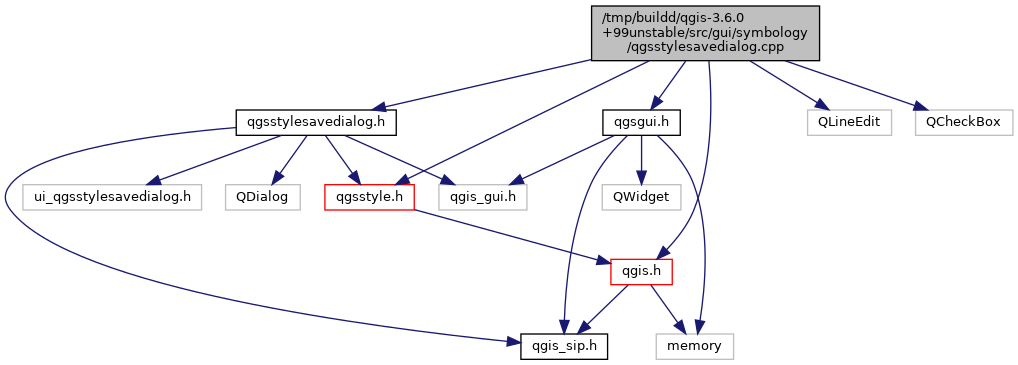 /tmp/buildd/qgis-3.6.0
+99unstable/src/gui/symbology
/qgsstylesavedialog.cpp
qgsstylesavedialog.h
qgsgui.h
QLineEdit
QCheckBox
ui_qgsstylesavedialog.h
QDialog
qgsstyle.h
qgis_gui.h
QWidget
qgis.h
qgis_sip.h
memory